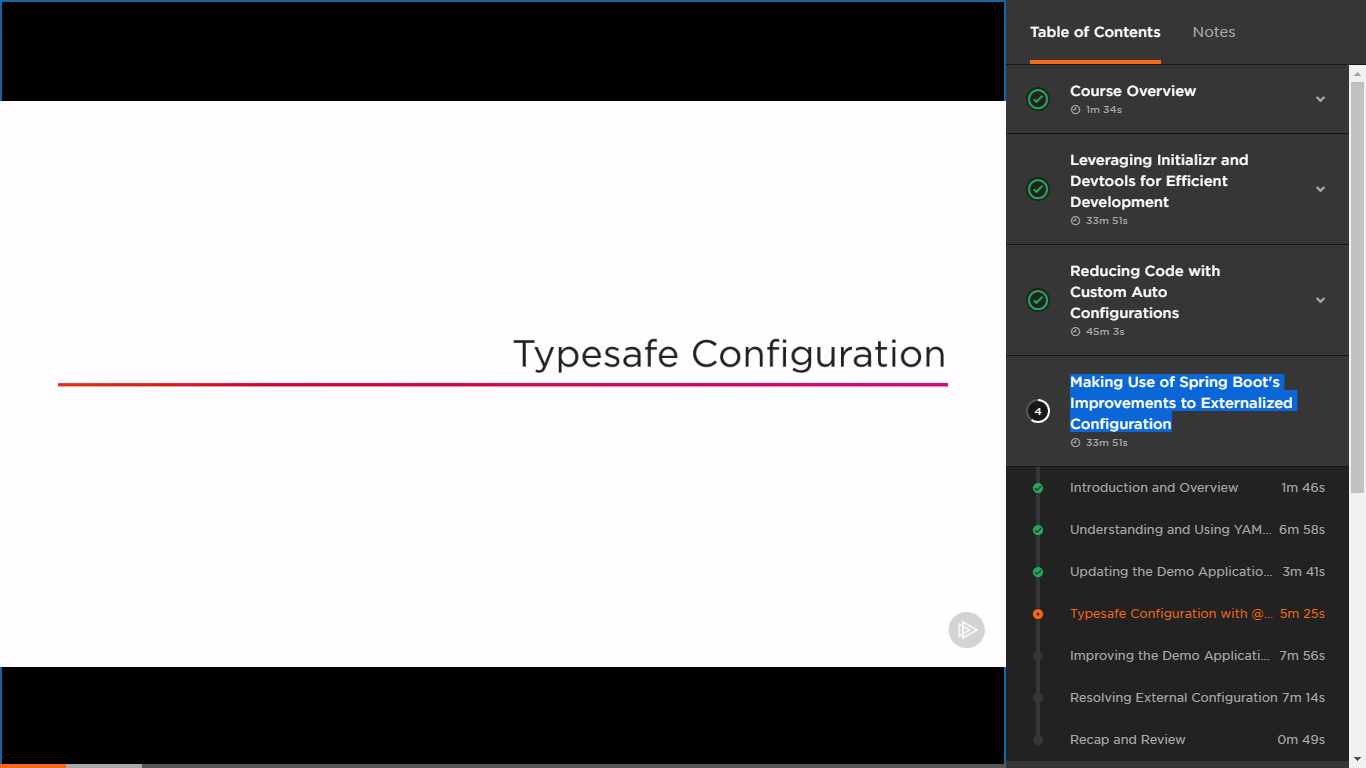 Typesafe Configuration
Table of Contents
Notes
Course Overview
1m 34s
Leveraging Initializr and
Devtools for Efficient
Development
33m 51s
Reducing Code with
Custom Auto
Configurations
45m 3s
4
Making Use of Spring Boot's
Improvements to Externalized
Configuration
33m 51s
Introduction and Overview 1m 46s
Understanding and Using YAM... 6m 58s
Updating the Demo Applicatio... 3m 41s
Typesafe Configuration with @... 5m 25s
Improving the Demo Applicati... 7m 56s
Resolving External Configuration 7m 14s
Recap and Review 0m 49s